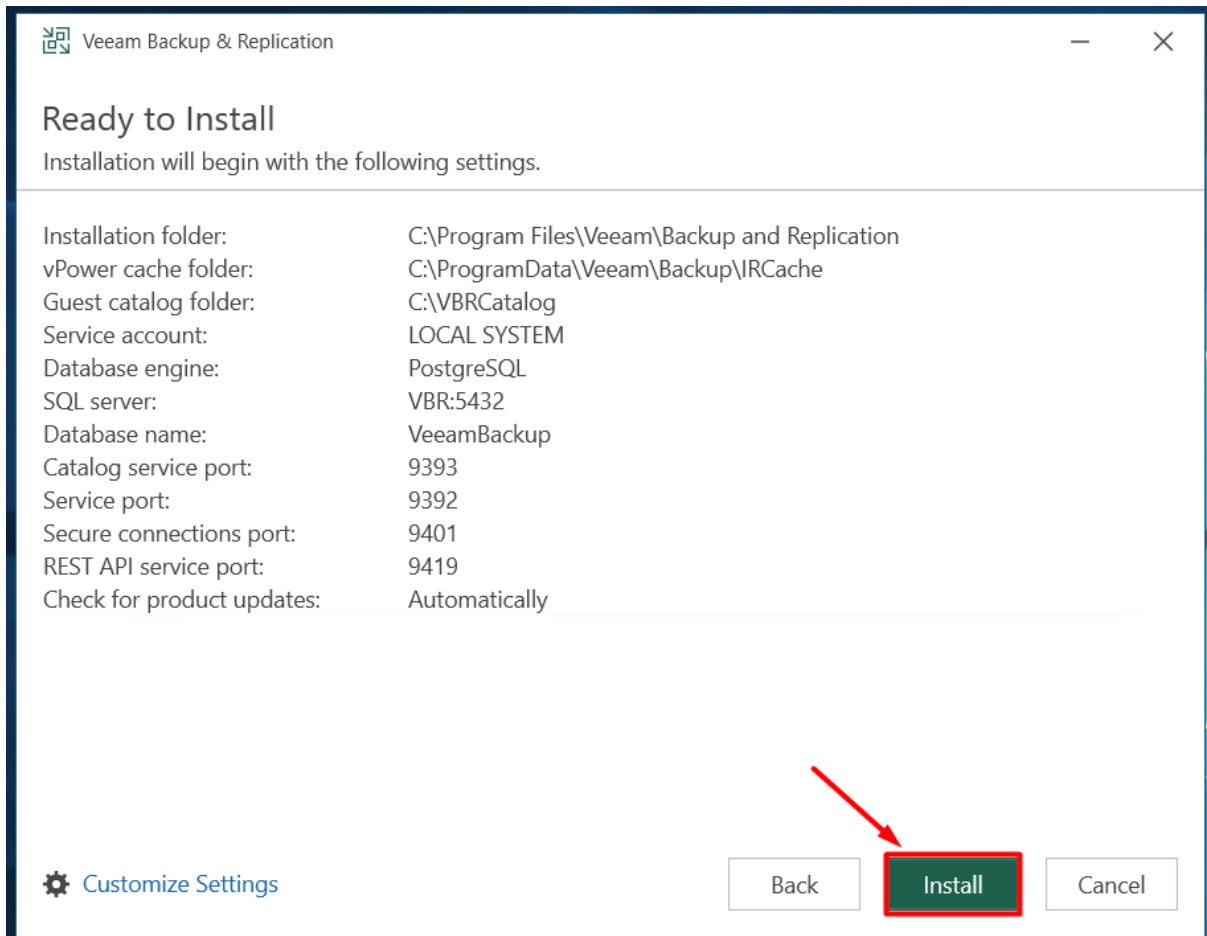 Veeam Backup & Replication
Ready to Install
Installation will begin with the following settings.
Installation folder: C:\Program Files\Veeam\Backup and Replication
vPower cache folder: C:\ProgramData\Veeam\Backup\IRCache
Guest catalog folder: C:\VBRCatalog
Service account: LOCAL SYSTEM
Database engine: PostgreSQL
SQL server: VBR:5432
Database name: VeeamBackup
Catalog service port: 9393
Service port: 9392
Secure connections port: 9401
REST API service port: 9419
Check for product updates: Automatically
Customize Settings Back Install Cancel